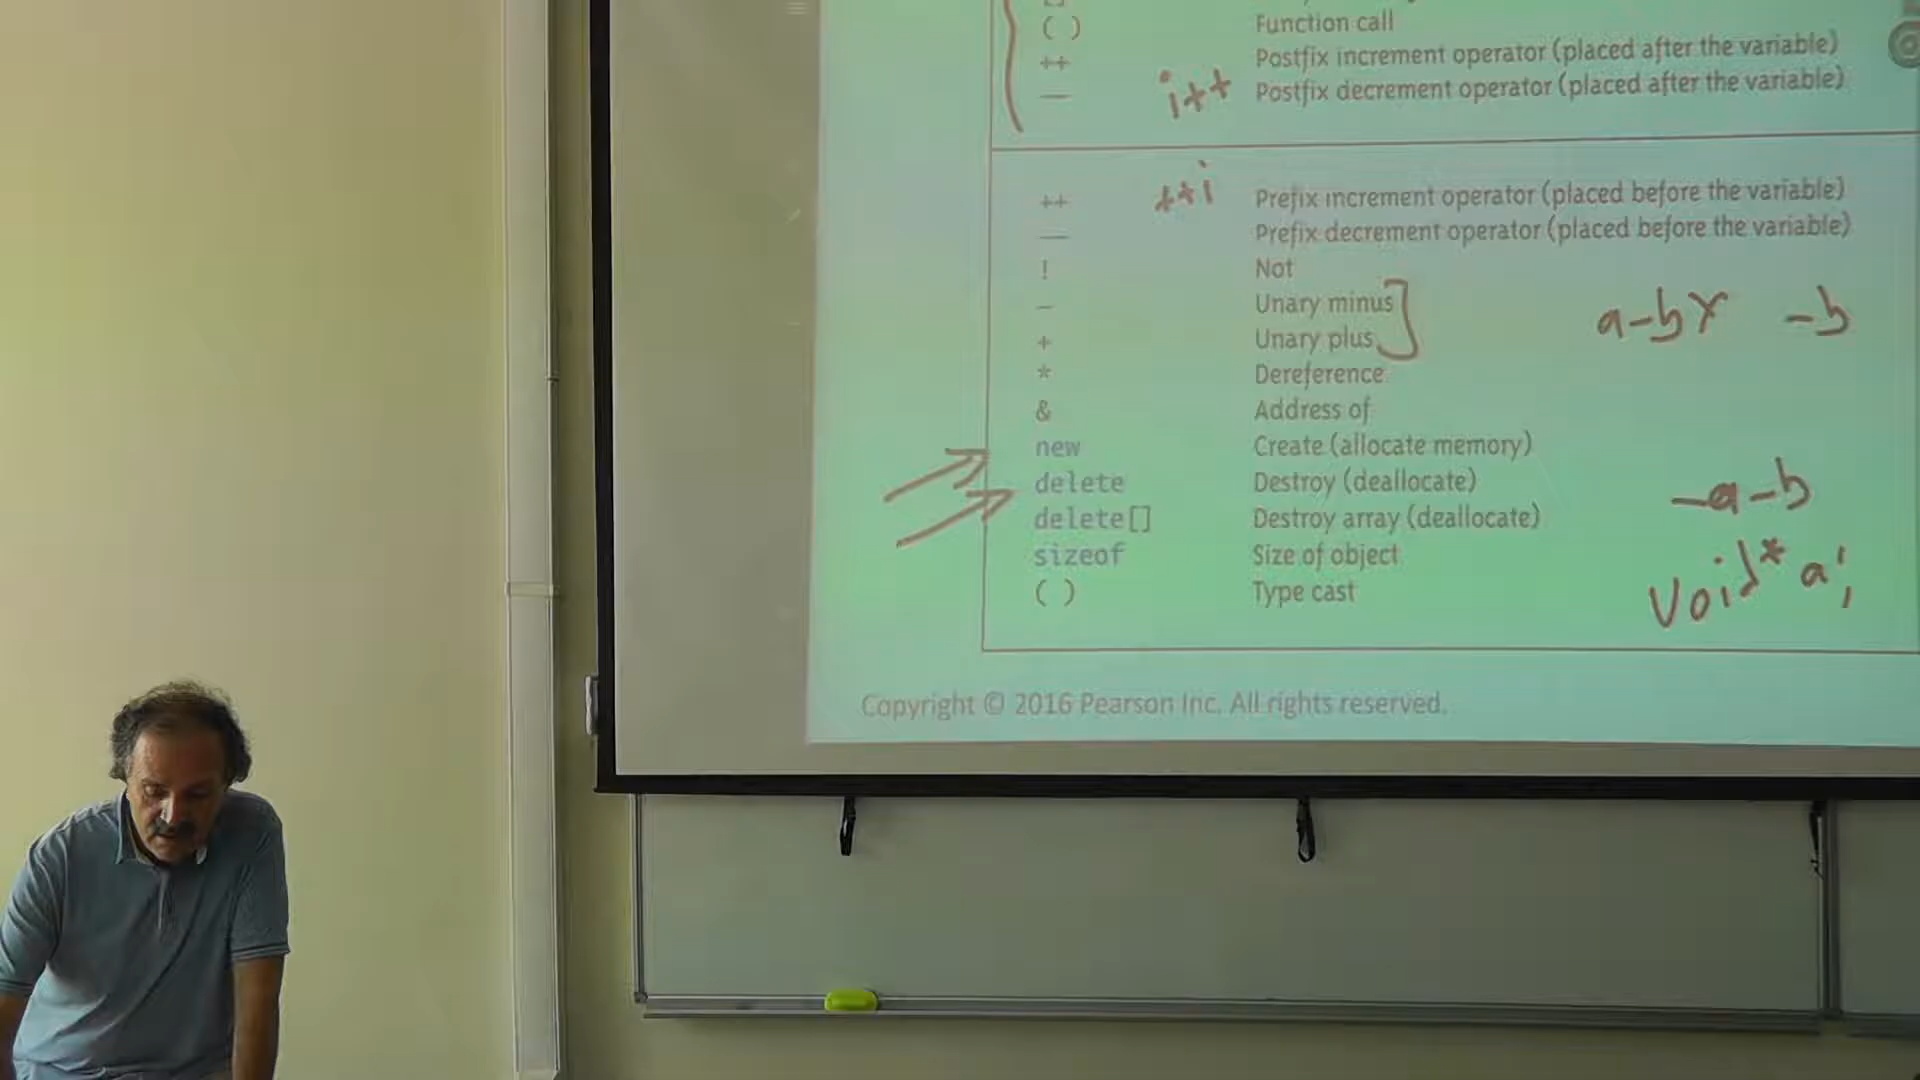 ( ) Function call
++ Postfix increment operator (placed after the variable)
— i++ Postfix decrement operator (placed after the variable)
++ ++i Prefix increment operator (placed before the variable)
— Prefix decrement operator (placed before the variable)
! Not
– Unary minus
a-bx -b
+ Unary plus
* Dereference
& Address of
new Create (allocate memory)
delete Destroy (deallocate)
-a-b
delete[] Destroy array (deallocate)
sizeof Size of object
void* a;
( ) Type cast
Copyright © 2016 Pearson Inc. All rights reserved.